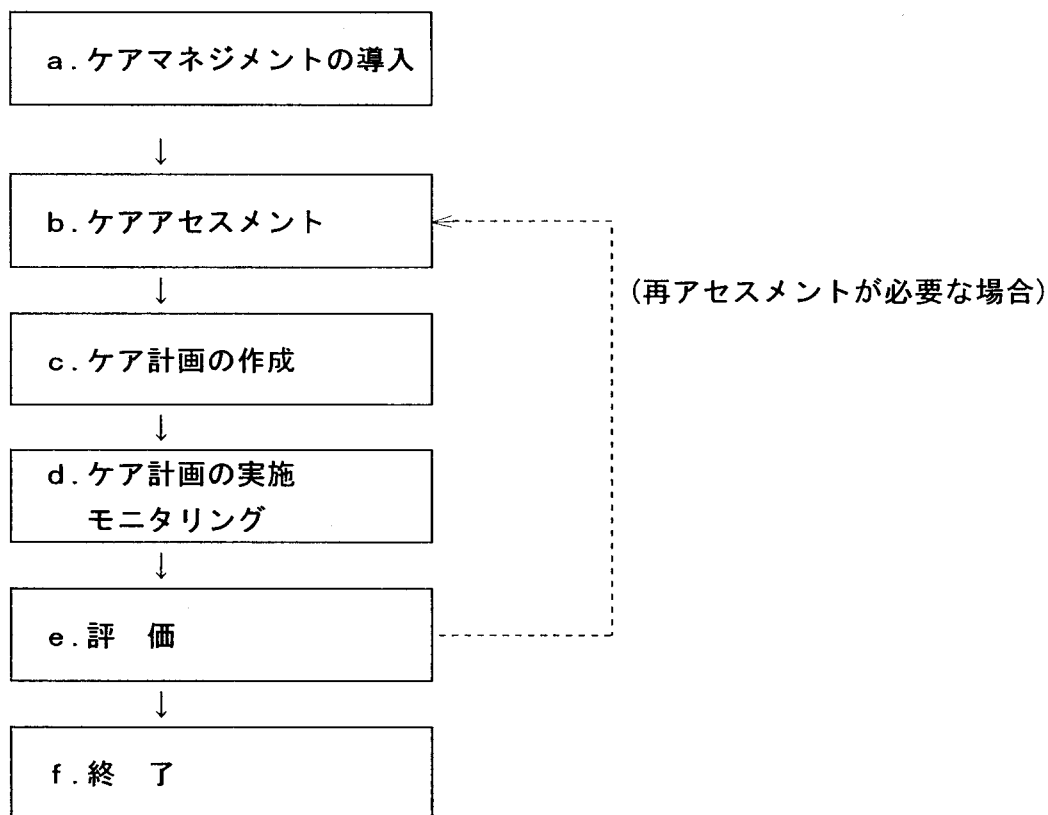 a.ケアマネジメントの導入
↓
b.ケアアセスメント
↓
(再アセスメントが必要な場合)
c.ケア計画の作成
↓
d.ケア計画の実施
モニタリング
↓
e.評　価
↓
f.終　了